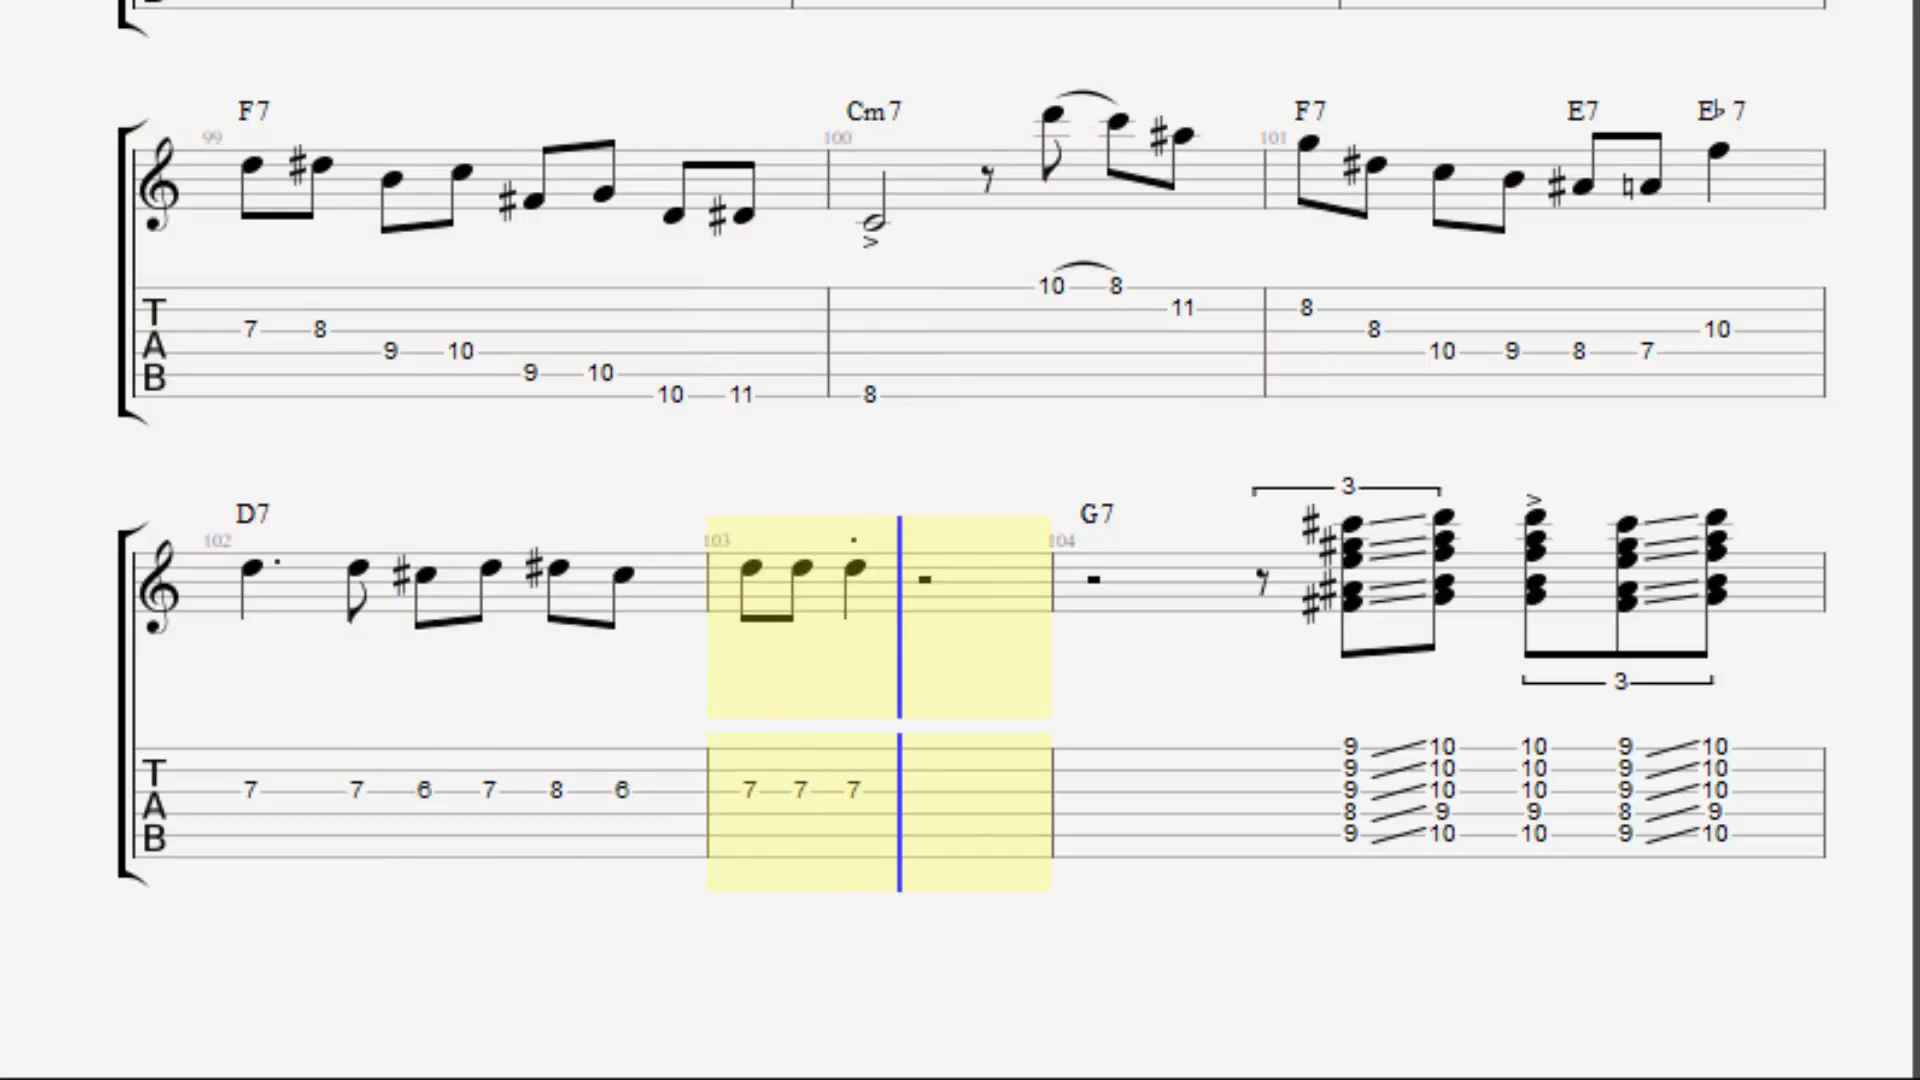 F7 Cm7 F7 E7 E♭7
99 100 101
10 8
T 11 8
7 8 8 10
A 9 10 10 9 8 7
B 9 10
10 11 8
3
D7 G7
102 103 104
3
9 10 10 9 10
T 9 10 10 9 10
7 7 6 7 8 6 7 7 7 9 10 10 9 10
A 8 9 9 8 9
B 9 10 10 9 10